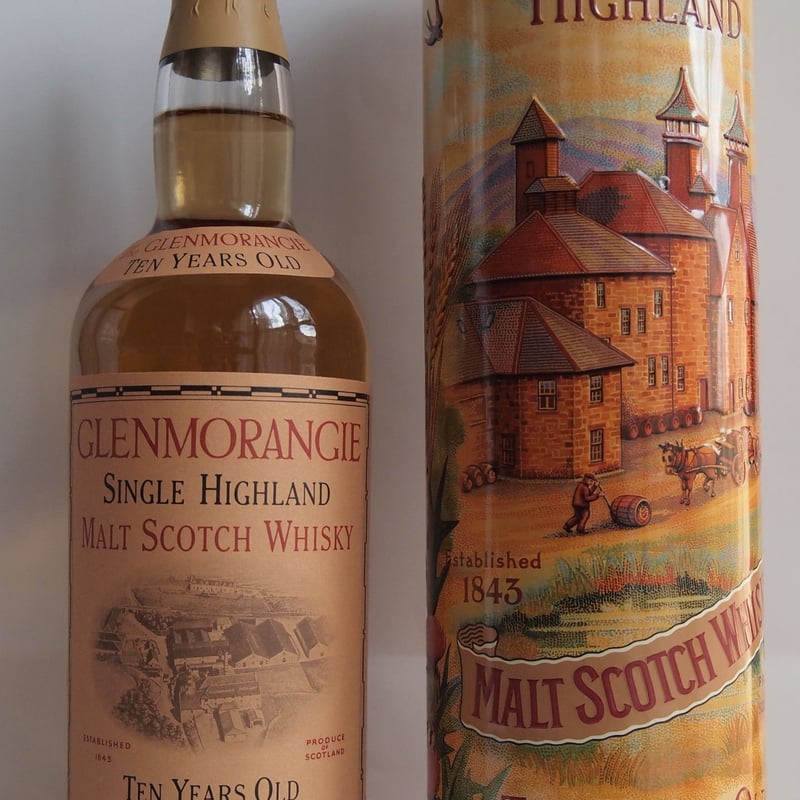 GLENMORANGIE
TEN YEARS OLD
GLENMORANGIE
SINGLE HIGHLAND
MALT SCOTCH WHISKY
ESTABLISHED
1843
PRODUCE
OF
SCOTLAND
TEN YEARS OLD
HIGHLAND
Established
1843
MALT SCOTCH